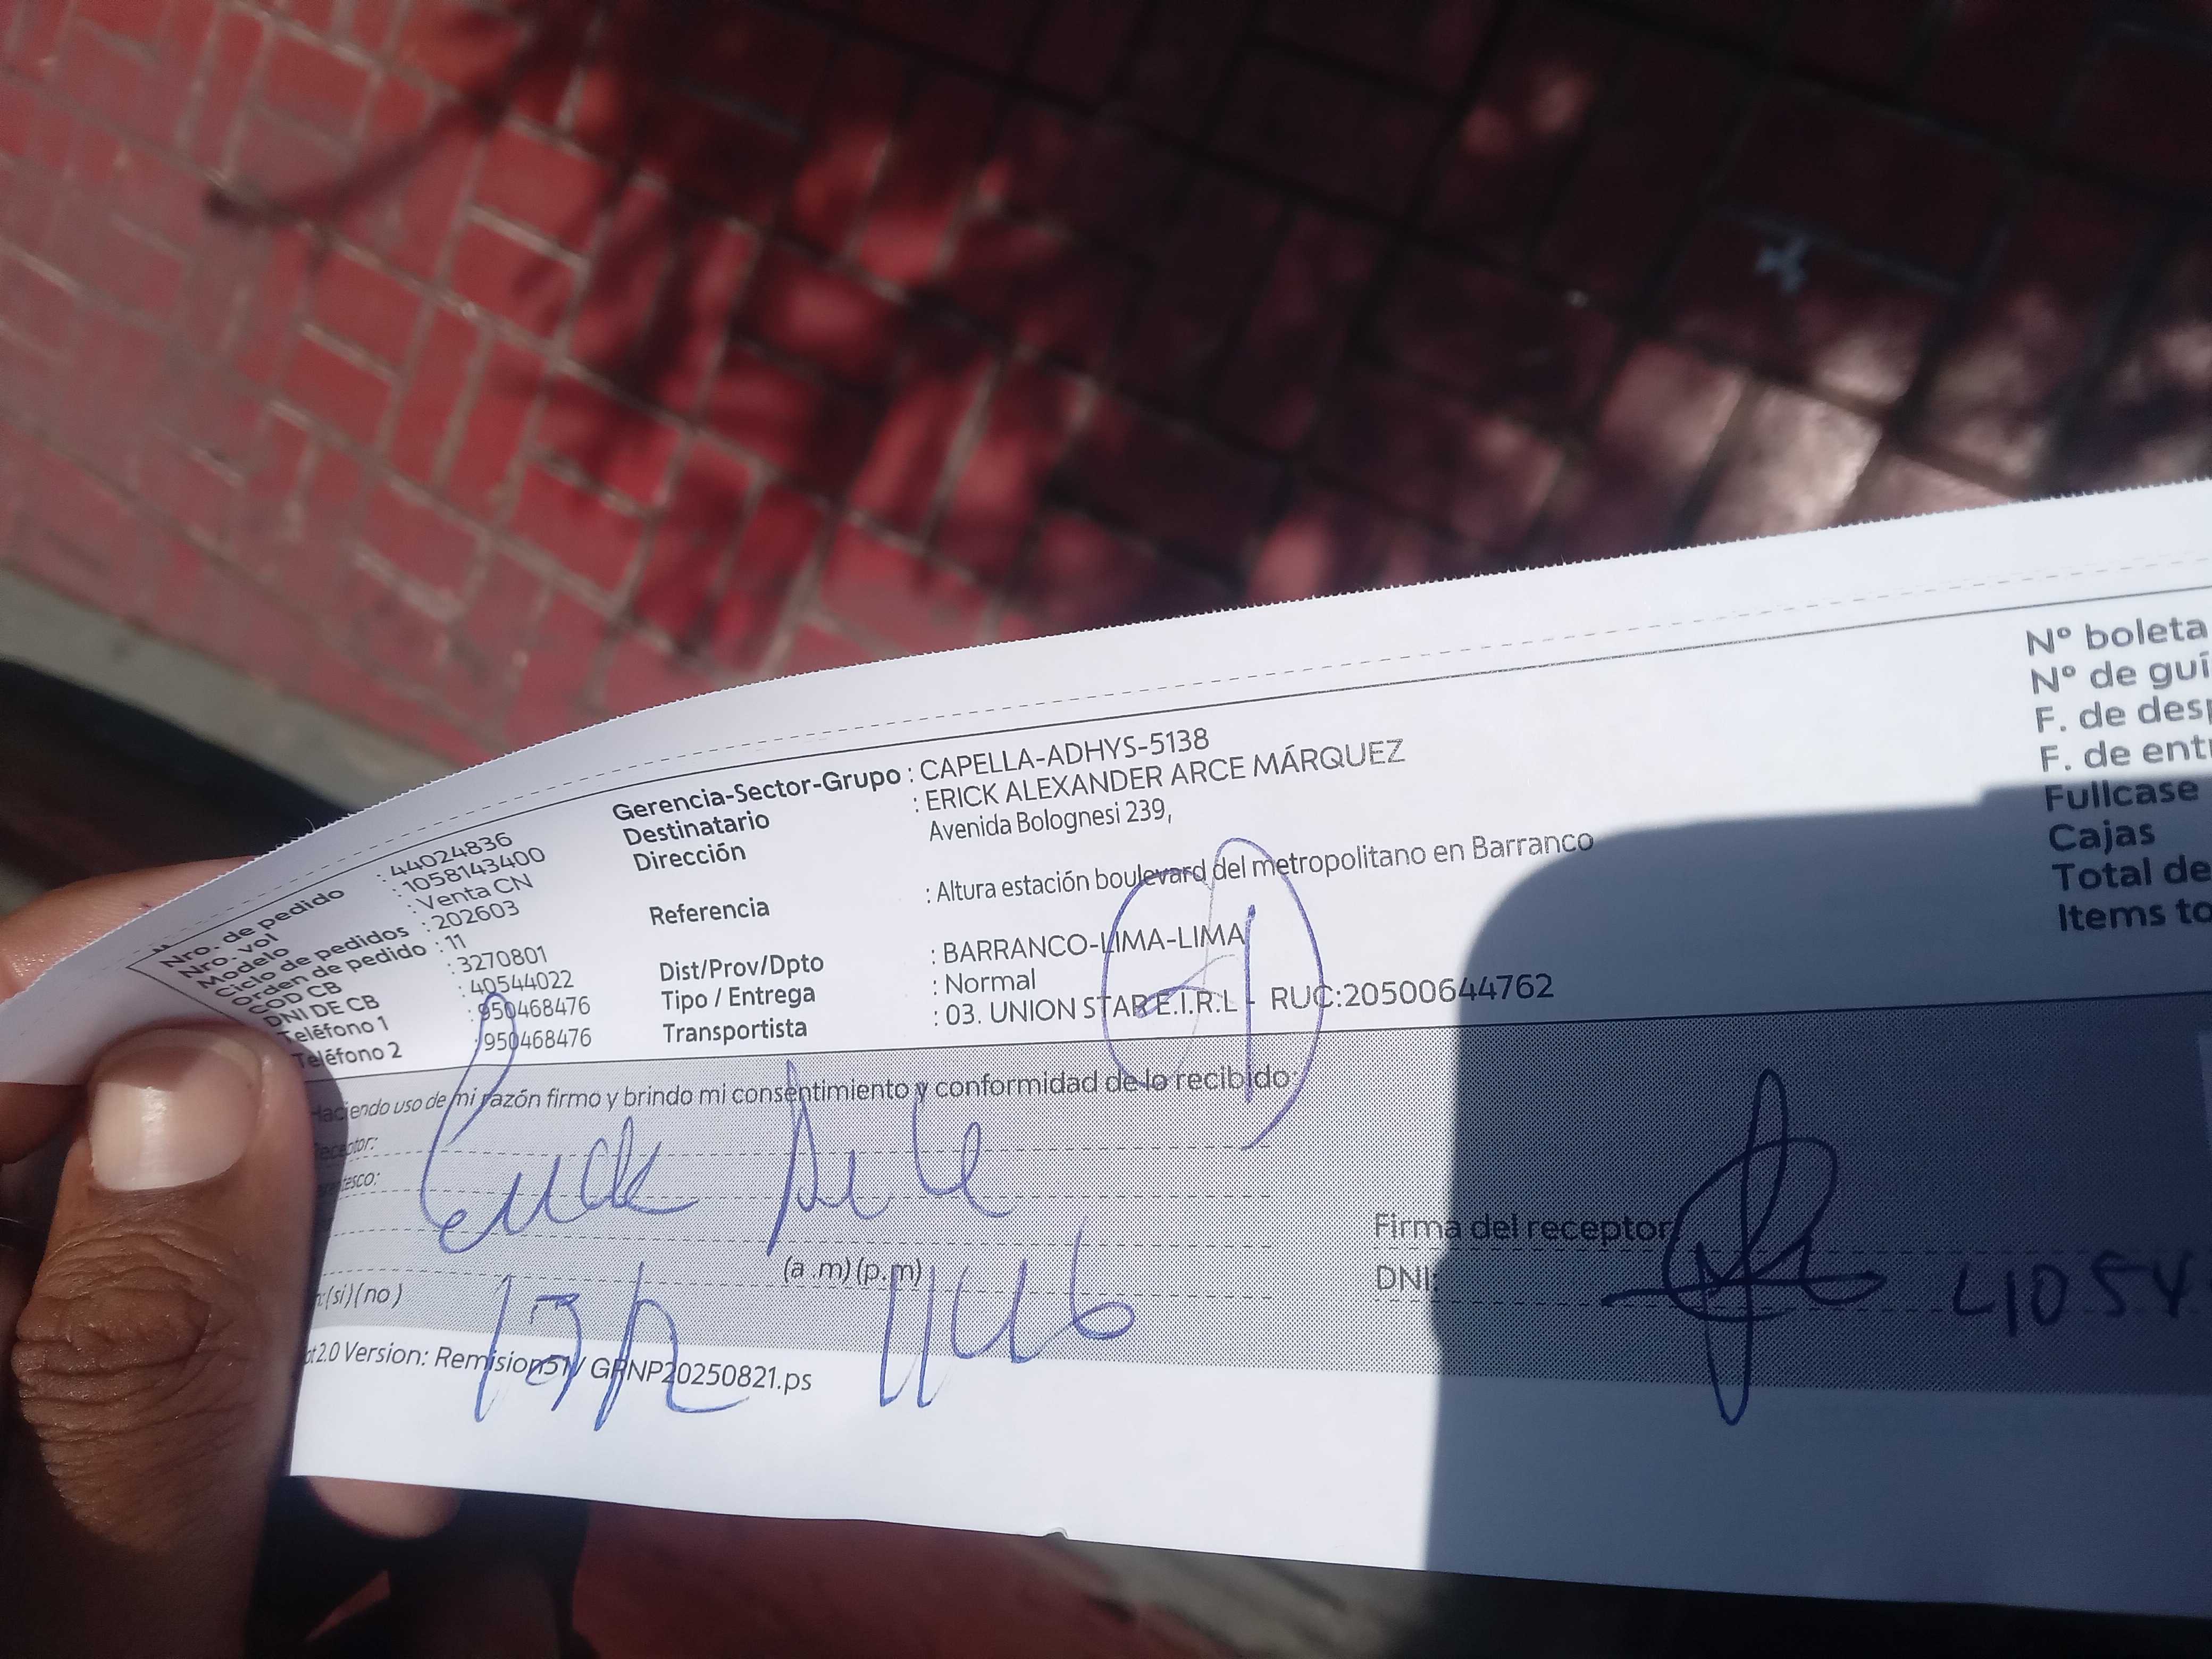 Nro. de pedido : 44024836
Nro. vol : 1058143400
Modelo : Venta CN
Ciclo de pedidos : 202603
Orden de pedido : 11
COD CB : 3270801
DNI DE CB : 40544022
Teléfono 1 : 950468476
Teléfono 2 : 950468476
Gerencia-Sector-Grupo : CAPELLA-ADHYS-5138
Destinatario : ERICK ALEXANDER ARCE MÁRQUEZ
Dirección Avenida Bolognesi 239,
Referencia : Altura estación boulevard del metropolitano en Barranco
Dist/Prov/Dpto : BARRANCO-LIMA-LIMA
Tipo / Entrega : Normal
Transportista : 03. UNION STAR E.I.R.L - RUC:20500644762
Nº boleta
Nº de guí
F. de desp
F. de entr
Fullcase
Cajas
Total de
Items to
Haciendo uso de mi razón firmo y brindo mi consentimiento y conformidad de lo recibido:
Receptor: Erick Arce
esco:
(a .m) (p.m)
(si) (no)
Firma del receptor
DNI: 4054
2.0 Version: Remision51/ GRNP20250821.ps